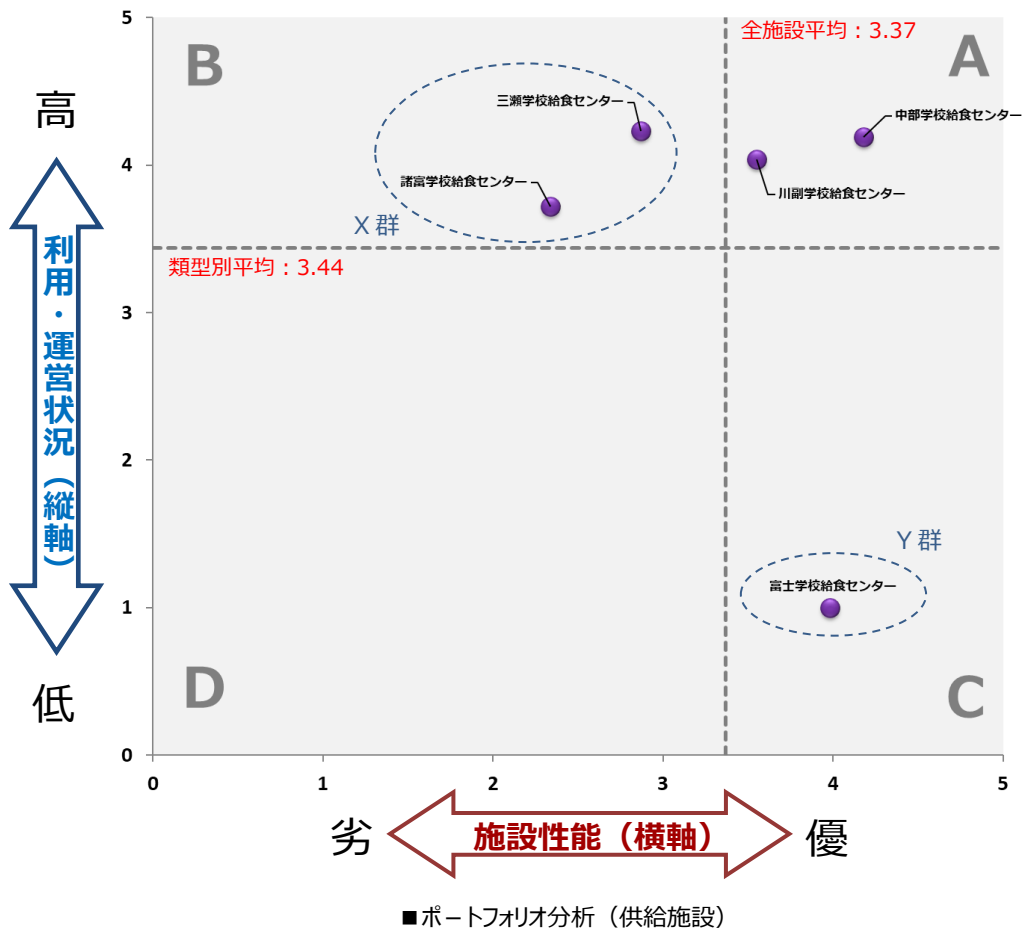 5
全施設平均：3.37
B
A
高
三瀬学校給食センター
中部学校給食センター
4
諸富学校給食センター
川副学校給食センター
X 群
類型別平均：3.44
利用・運営状況（縦軸）
3
2
Y 群
富士学校給食センター
1
低
D
C
0
0 1 2 3 4 5
劣 施設性能（横軸） 優
■ポートフォリオ分析（供給施設）